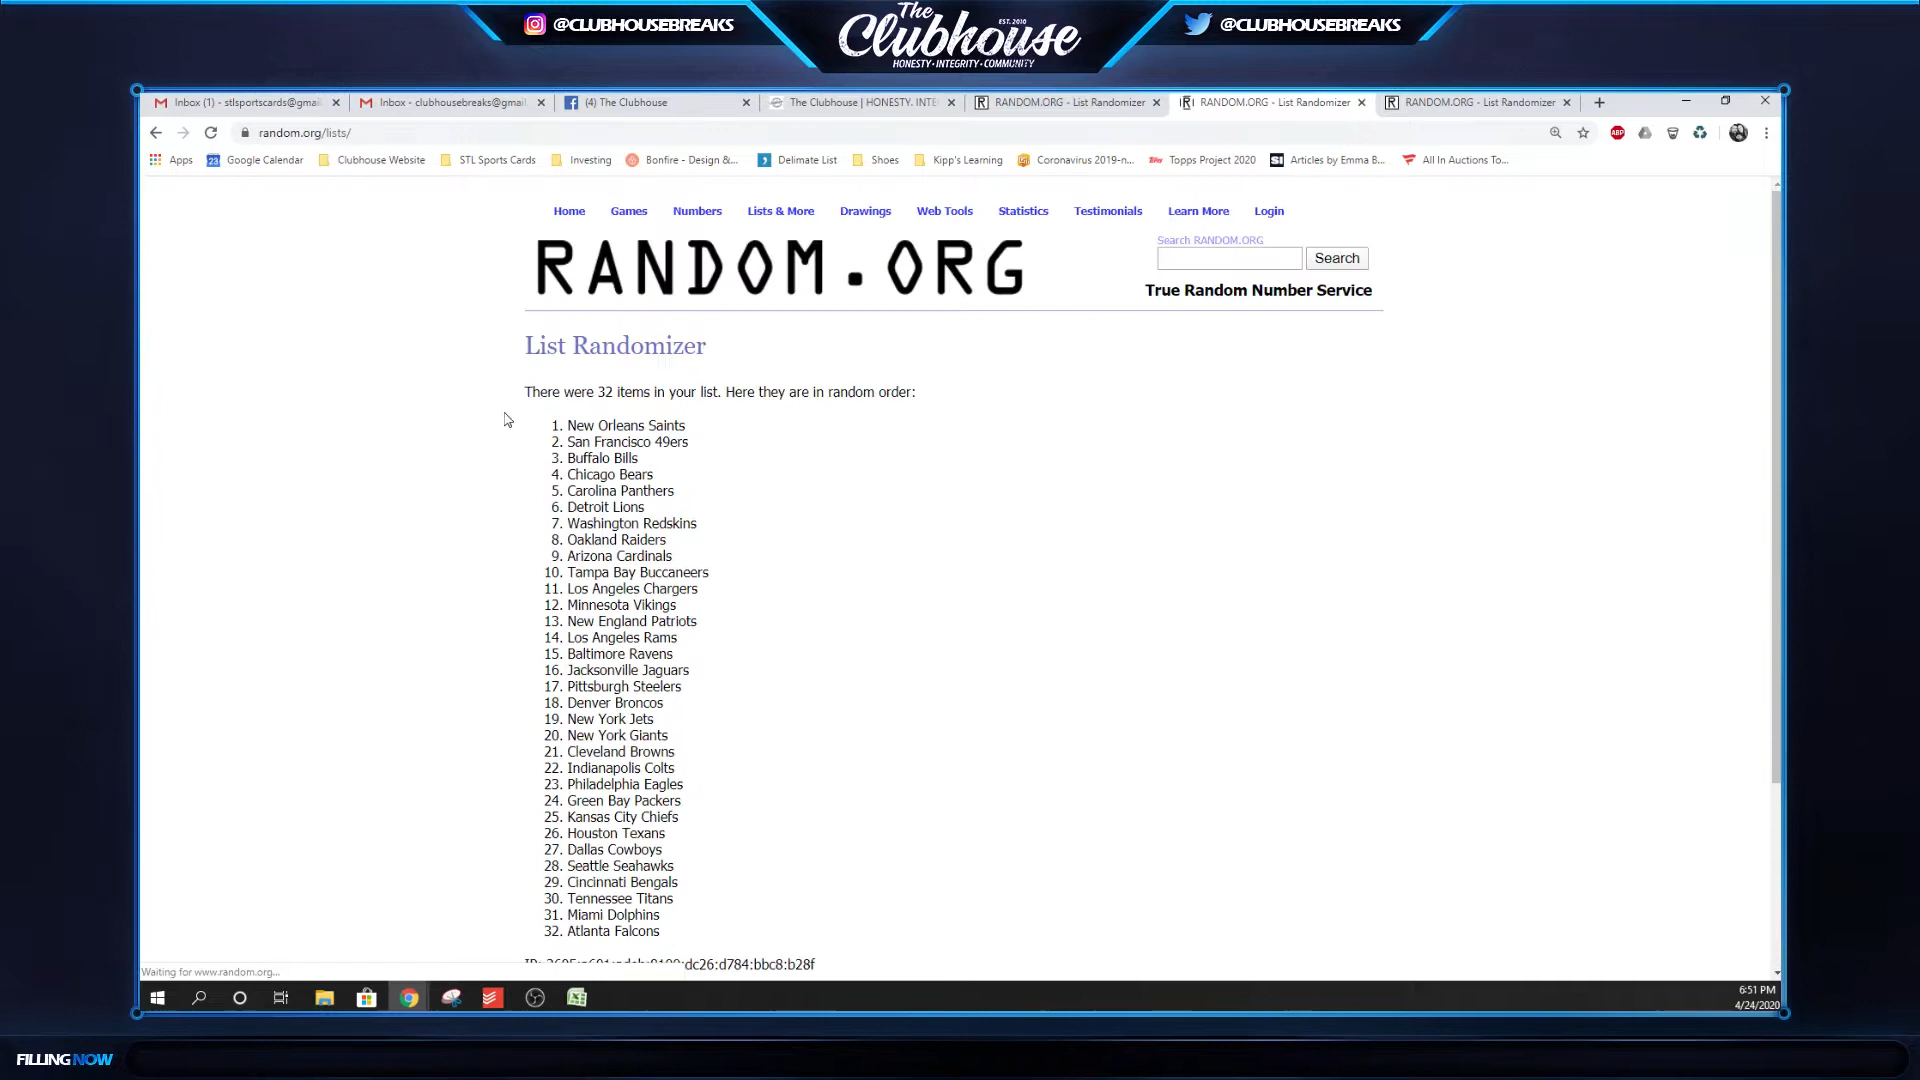 @CLUBHOUSEBREAKS
The Clubhouse
EST. 2010
HONESTY • INTEGRITY • COMMUNITY
@CLUBHOUSEBREAKS
Inbox (1) - stlsportscards@gmai
Inbox - clubhousebreaks@gmail.
(4) The Clubhouse
The Clubhouse | HONESTY. INTE
RANDOM.ORG - List Randomizer
RANDOM.ORG - List Randomizer
RANDOM.ORG - List Randomizer
random.org/lists/
ABP
Apps
Google Calendar
Clubhouse Website
STL Sports Cards
Investing
Bonfire - Design &...
Delimate List
Shoes
Kipp's Learning
Coronavirus 2019-n...
Topps Project 2020
Articles by Emma B...
All In Auctions To...
Home Games Numbers Lists & More Drawings Web Tools Statistics Testimonials Learn More Login
RANDOM.ORG
Search RANDOM.ORG
Search
True Random Number Service
List Randomizer
There were 32 items in your list. Here they are in random order:
1. New Orleans Saints
2. San Francisco 49ers
3. Buffalo Bills
4. Chicago Bears
5. Carolina Panthers
6. Detroit Lions
7. Washington Redskins
8. Oakland Raiders
9. Arizona Cardinals
10. Tampa Bay Buccaneers
11. Los Angeles Chargers
12. Minnesota Vikings
13. New England Patriots
14. Los Angeles Rams
15. Baltimore Ravens
16. Jacksonville Jaguars
17. Pittsburgh Steelers
18. Denver Broncos
19. New York Jets
20. New York Giants
21. Cleveland Browns
22. Indianapolis Colts
23. Philadelphia Eagles
24. Green Bay Packers
25. Kansas City Chiefs
26. Houston Texans
27. Dallas Cowboys
28. Seattle Seahawks
29. Cincinnati Bengals
30. Tennessee Titans
31. Miami Dolphins
32. Atlanta Falcons
:dc26:d784:bbc8:b28f
Waiting for www.random.org...
6:51 PM
4/24/2020
FILLING NOW